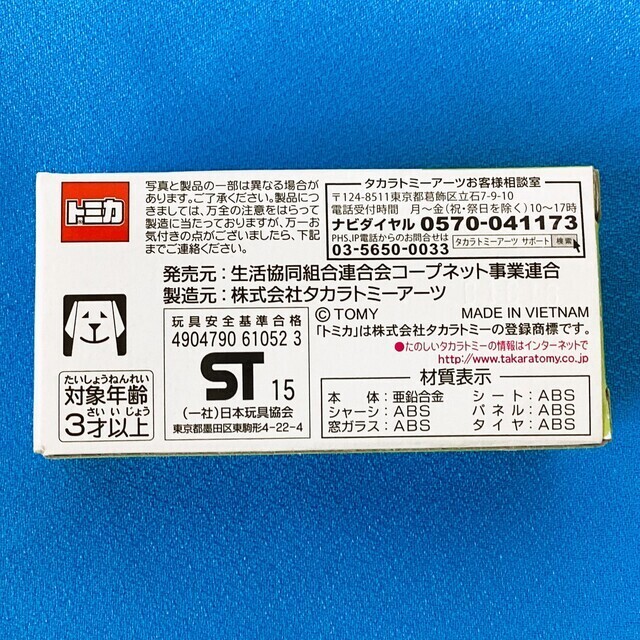 トミカ
写真と製品の一部は異なる場合が
あります。ご了承ください。製品につ
きましては、万全の注意をはらって
製造に当たっておりますが、万一お
気付きの点がございましたら、下記
までご連絡ください。
タカラトミーアーツお客様相談室
〒124-8511東京都葛飾区立石7-9-10
電話受付時間 月〜金(祝・祭日を除く)10〜17時
ナビダイヤル 0570-041173
PHS,IP電話からのお問合せは
03-5650-0033
タカラトミーアーツ サポート 検索
発売元：生活協同組合連合会コープネット事業連合
製造元：株式会社タカラトミーアーツ
たいしょうねんれい
対象年齢
さい いじょう
3才以上
玩具安全基準合格
4904790 61052 3
ST 15
(一社)日本玩具協会
東京都墨田区東駒形4-22-4
© TOMY MADE IN VIETNAM
「トミカ」は株式会社タカラトミーの登録商標です。
●たのしいタカラトミーの情報はインターネットで
http://www.takaratomy.co.jp
材質表示
本体：亜鉛合金 シート：ABS
シャーシ：ABS パネル：ABS
窓ガラス：ABS タイヤ：ABS